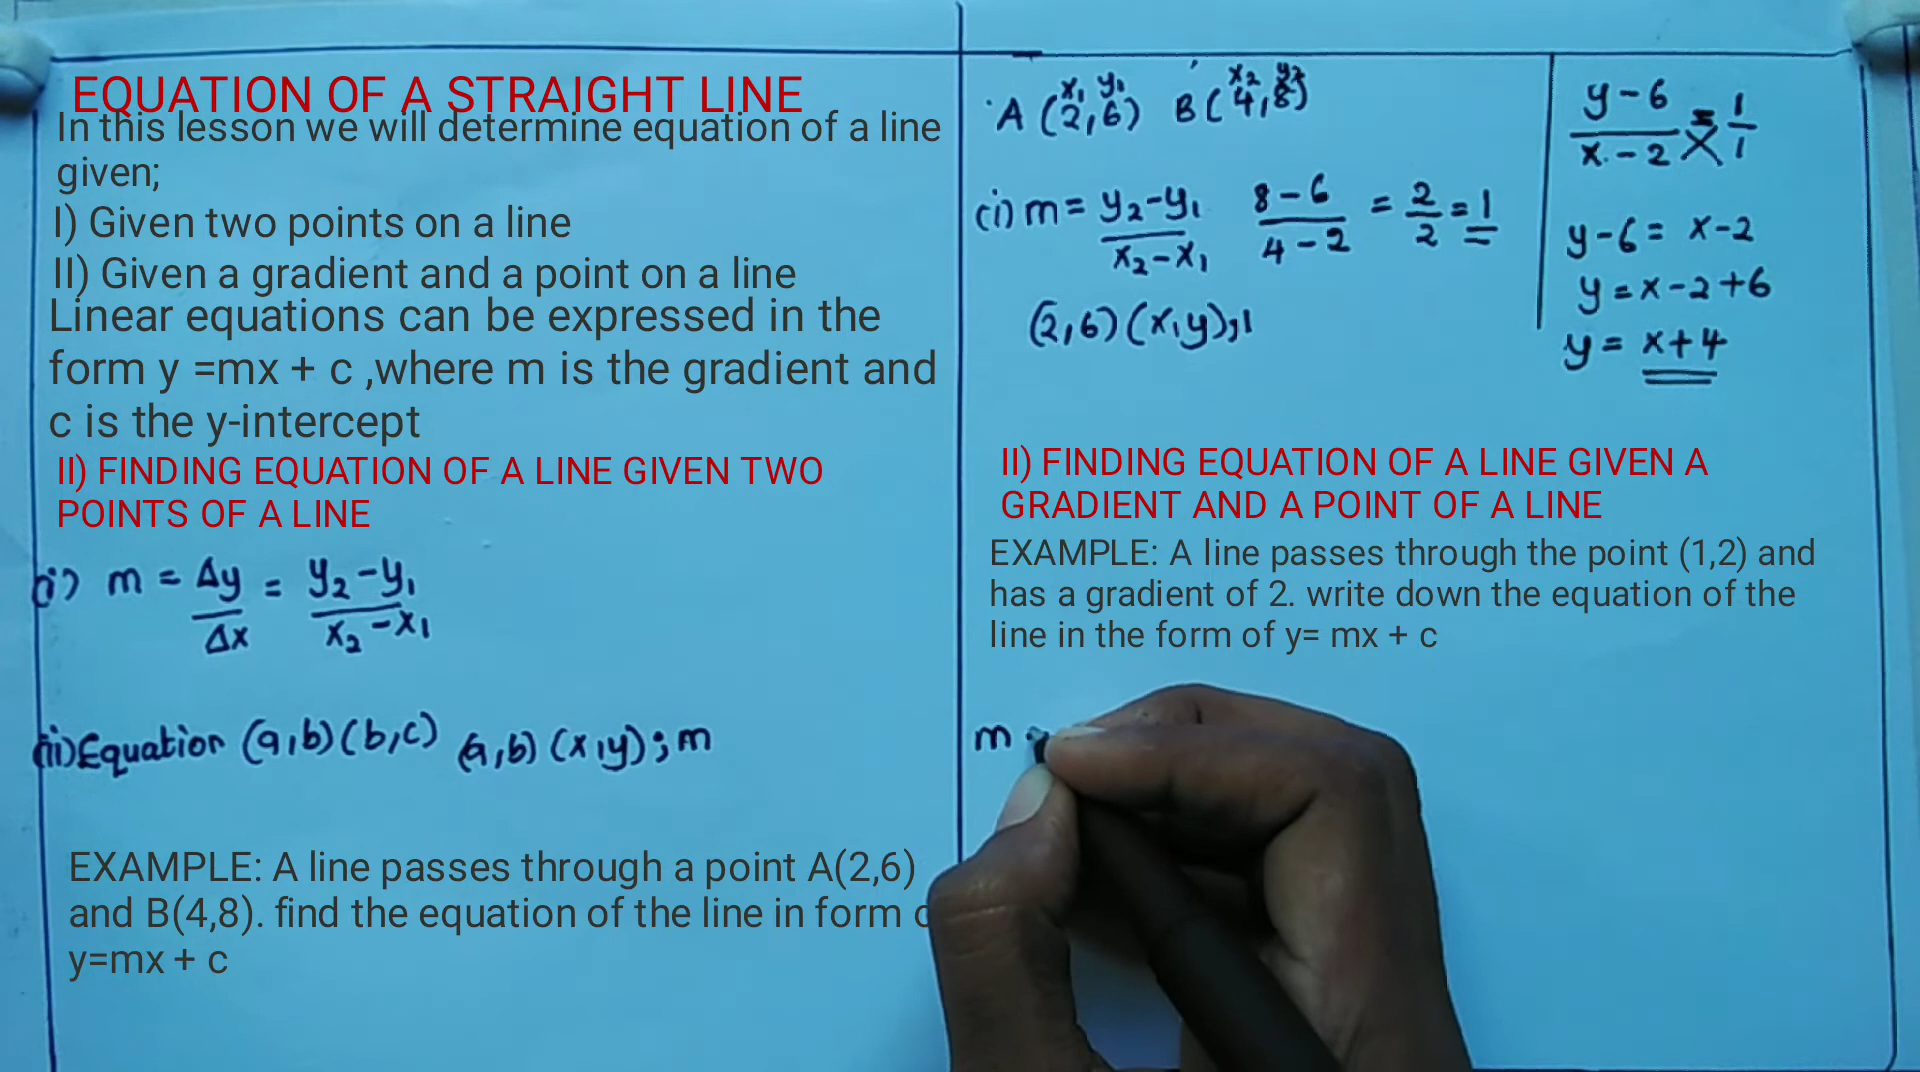 EQUATION OF A STRAIGHT LINE
In this lesson we will determine equation of a line
given;
I) Given two points on a line
II) Given a gradient and a point on a line
Linear equations can be expressed in the
form y =mx + c ,where m is the gradient and
c is the y-intercept
II) FINDING EQUATION OF A LINE GIVEN TWO
POINTS OF A LINE
(i) m = Δy/Δx = y₂-y₁/x₂-x₁
(ii) Equation (a,b)(b,c) (a,b)(x,y);m
EXAMPLE: A line passes through a point A(2,6)
and B(4,8). find the equation of the line in form
y=mx + c
x₁ y₁ x₂ y₂
A (2,6) B(4,8)
(i) m = y₂-y₁/x₂-x₁ 8-6/4-2 = 2/2 = 1
(2,6)(x,y);1
y-6/x-2 = 1/1
y-6 = x-2
y = x-2+6
y = x+4
II) FINDING EQUATION OF A LINE GIVEN A
GRADIENT AND A POINT OF A LINE
EXAMPLE: A line passes through the point (1,2) and
has a gradient of 2. write down the equation of the
line in the form of y= mx + c
m